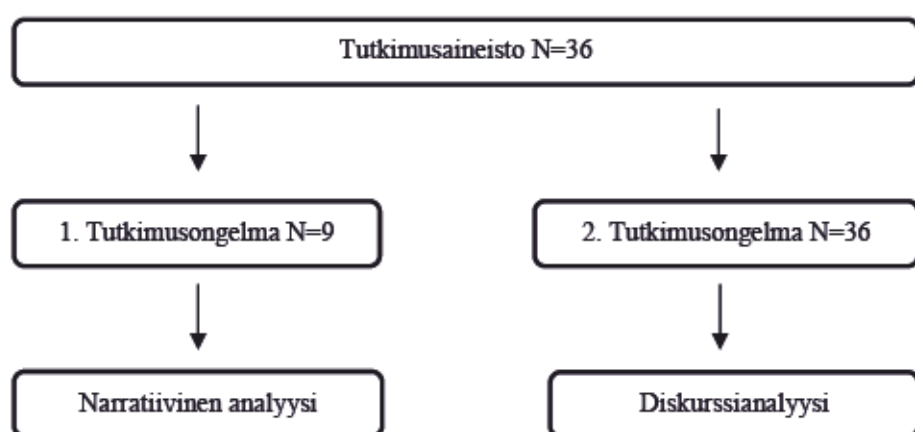 Tutkimusaineisto N=36
1. Tutkimusongelma N=9
2. Tutkimusongelma N=36
Narratiivinen analyysi
Diskurssianalyysi